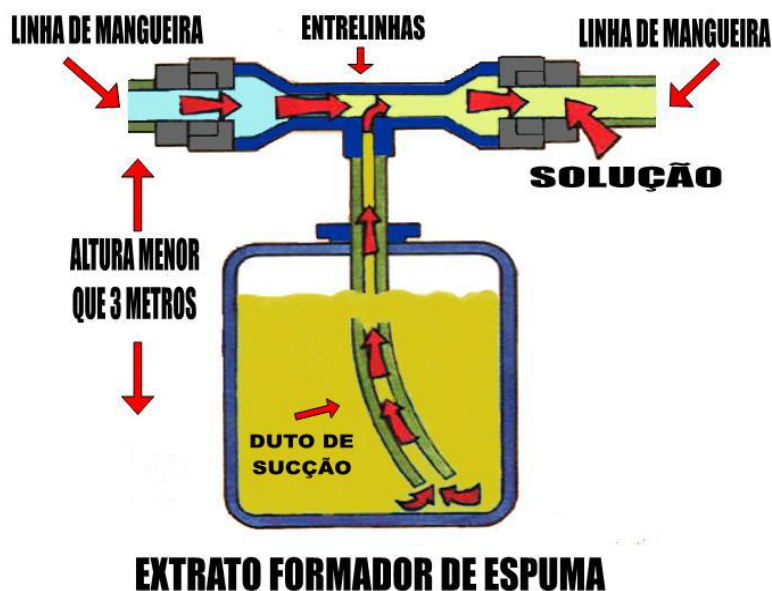 LINHA DE MANGUEIRA
ENTRELINHAS
LINHA DE MANGUEIRA
SOLUÇÃO
ALTURA MENOR
QUE 3 METROS
DUTO DE
SUCÇÃO
EXTRATO FORMADOR DE ESPUMA